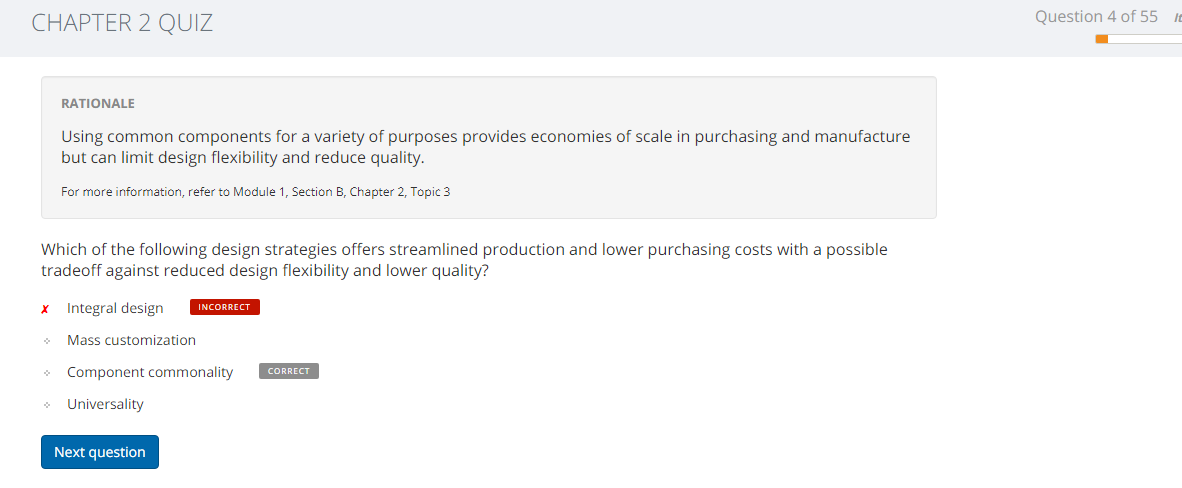 CHAPTER 2 QUIZ
Question 4 of 55
RATIONALE
Using common components for a variety of purposes provides economies of scale in purchasing and manufacture
but can limit design flexibility and reduce quality.
For more information, refer to Module 1, Section B, Chapter 2, Topic 3
Which of the following design strategies offers streamlined production and lower purchasing costs with a possible
tradeoff against reduced design flexibility and lower quality?
Integral design INCORRECT
Mass customization
Component commonality CORRECT
Universality
Next question